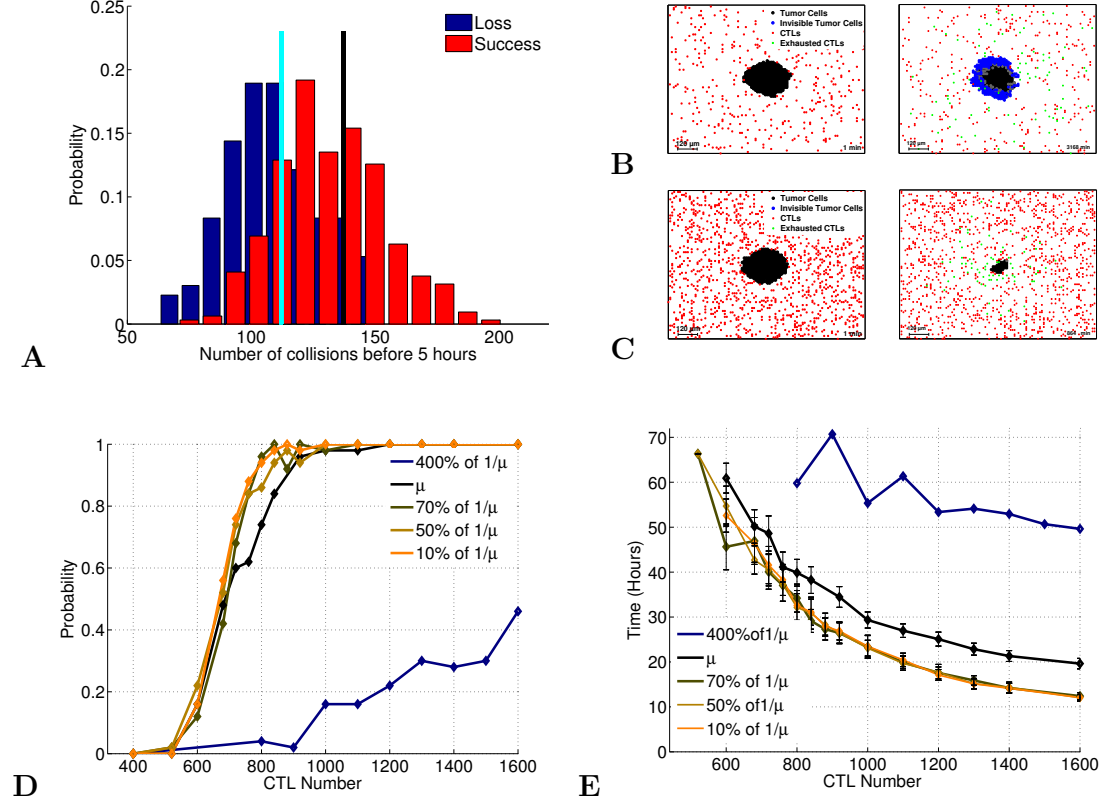 0.25
0.2
0.15
0.1
0.05
0
50
100
150
200
Probability
Number of collisions before 5 hours
Loss
Success
A
Tumor Cells
Invisible Tumor Cells
CTLs
Exhausted CTLs
120 µm
1 min
3168 min
B
Tumor Cells
Invisible Tumor Cells
CTLs
Exhausted CTLs
120 µm
1 min
C
1
0.8
0.6
0.4
0.2
0
400
600
800
1000
1200
1400
1600
Probability
CTL Number
400% of 1/μ
μ
70% of 1/μ
50% of 1/μ
10% of 1/μ
D
70
60
50
40
30
20
10
0
600
800
1000
1200
1400
1600
Time (Hours)
CTL Number
400%of1/μ
μ
70% of 1/μ
50% of1/μ
10% of 1/μ
E